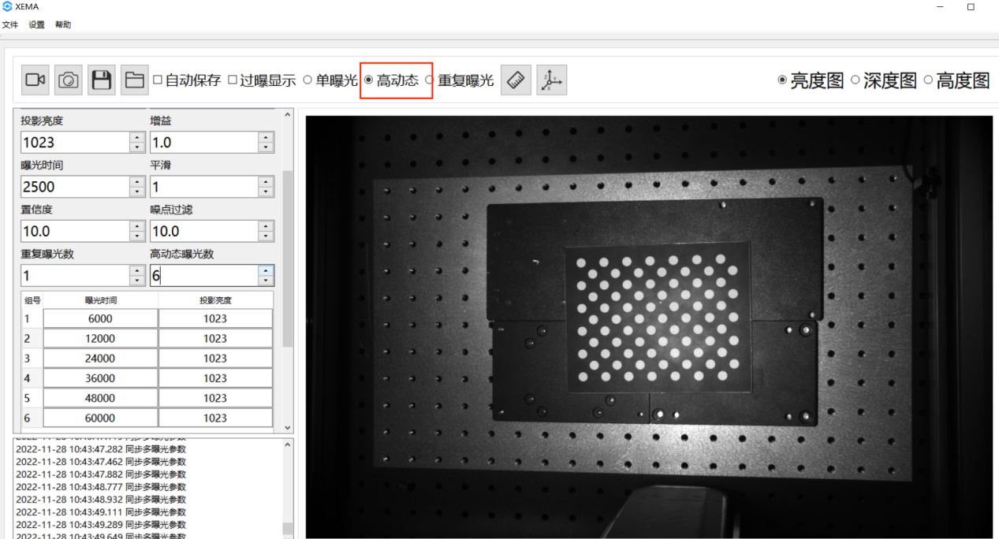 XEMA
文件 设置 帮助
自动保存 过曝显示 单曝光 高动态 重复曝光 亮度图 深度图 高度图
投影亮度 增益
1023 1.0
曝光时间 平滑
2500 1
置信度 噪点过滤
10.0 10.0
重复曝光数 高动态曝光数
1 6
组号 曝光时间 投影亮度
1 6000 1023
2 12000 1023
3 24000 1023
4 36000 1023
5 48000 1023
6 60000 1023
2022-11-28 10:43:47.282 同步多曝光参数
2022-11-28 10:43:47.462 同步多曝光参数
2022-11-28 10:43:47.882 同步多曝光参数
2022-11-28 10:43:48.777 同步多曝光参数
2022-11-28 10:43:48.932 同步多曝光参数
2022-11-28 10:43:49.111 同步多曝光参数
2022-11-28 10:43:49.289 同步多曝光参数
2022-11-28 10:43:49.649 同步多曝光参数